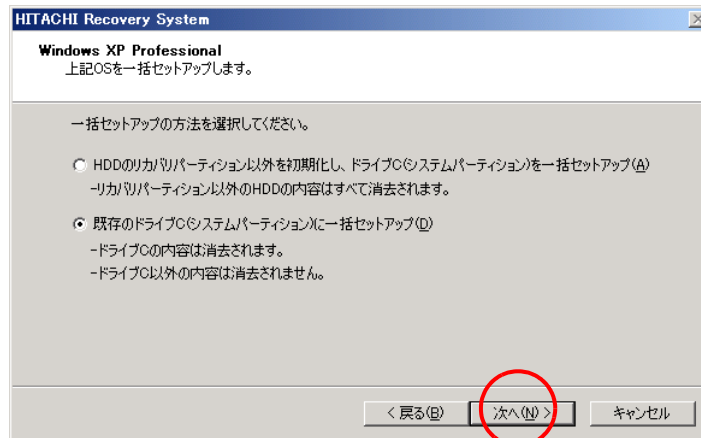 HITACHI Recovery System
Windows XP Professional
上記OSを一括セットアップします。
一括セットアップの方法を選択してください。
HDDのリカバリパーティション以外を初期化し、ドライブC(システムパーティション)を一括セットアップ(A)
-リカバリパーティション以外のHDDの内容はすべて消去されます。
既存のドライブC(システムパーティション)に一括セットアップ(D)
-ドライブCの内容は消去されます。
-ドライブC以外の内容は消去されません。
< 戻る(B) 次へ(N) > キャンセル